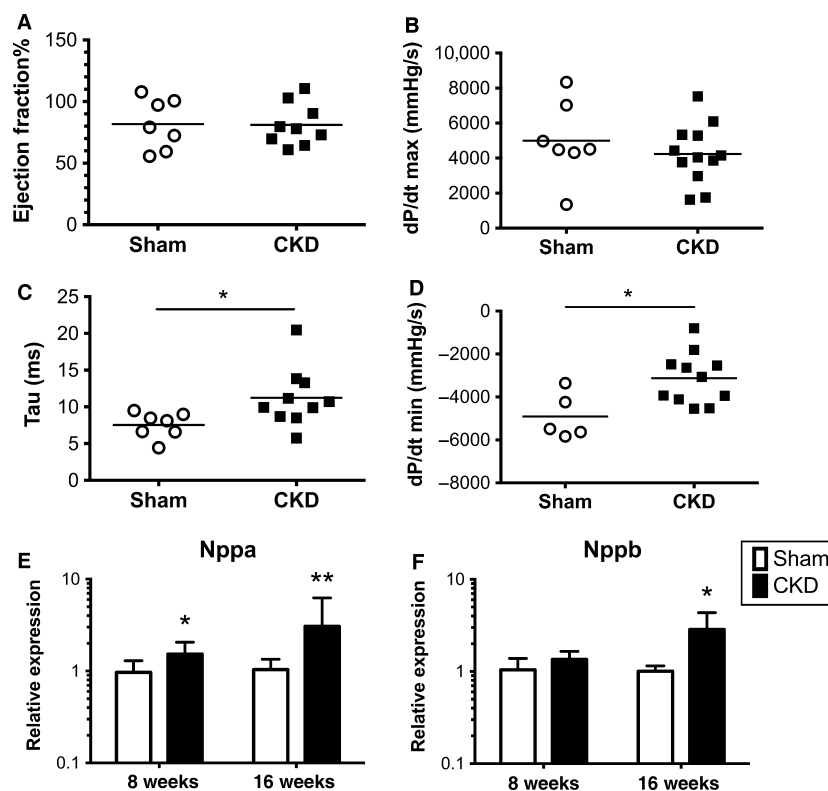 A
Ejection fraction%
150
100
50
0
Sham
CKD
B
dP/dt max (mmHg/s)
10,000
8000
6000
4000
2000
0
Sham
CKD
C
Tau (ms)
25
20
15
10
5
0
*
Sham
CKD
D
dP/dt min (mmHg/s)
0
−2000
−4000
−6000
−8000
*
Sham
CKD
E
Nppa
Relative expression
10
1
0.1
*
**
8 weeks
16 weeks
F
Nppb
Relative expression
10
1
0.1
*
8 weeks
16 weeks
Sham
CKD